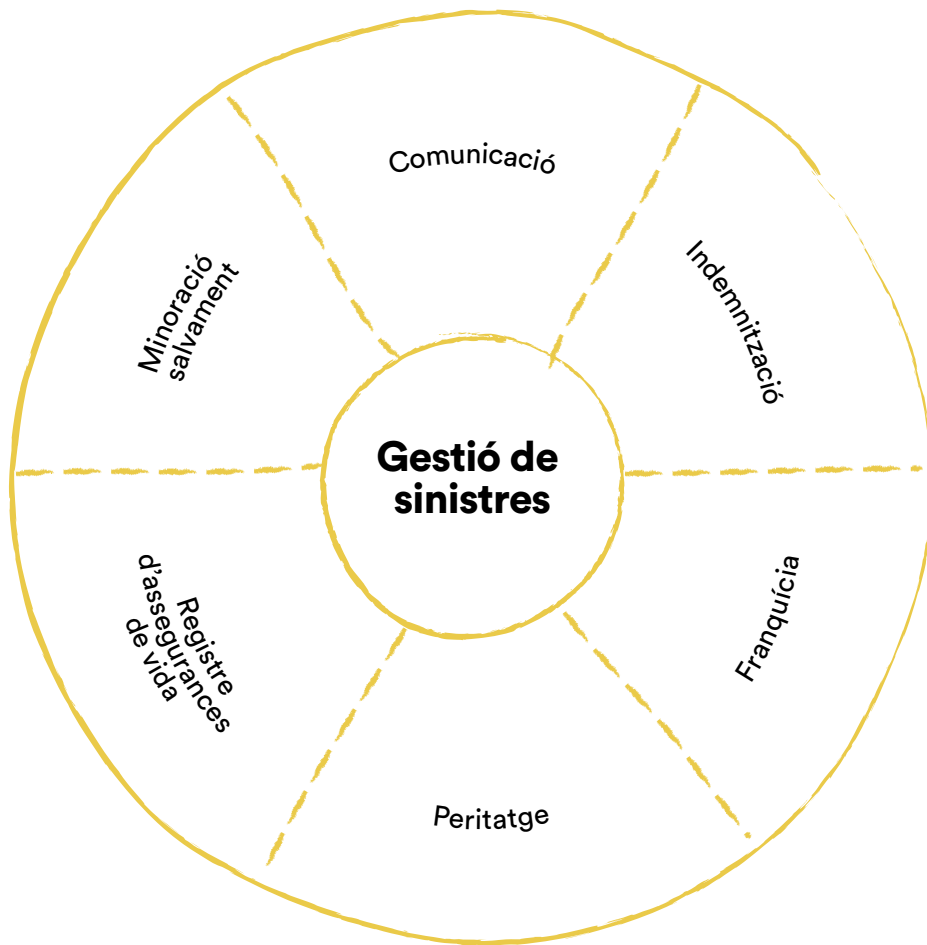 Comunicació
Indemnització
Franquícia
Peritatge
Registre
d'assegurances
de vida
Minoració
salvament
Gestió de
sinistres